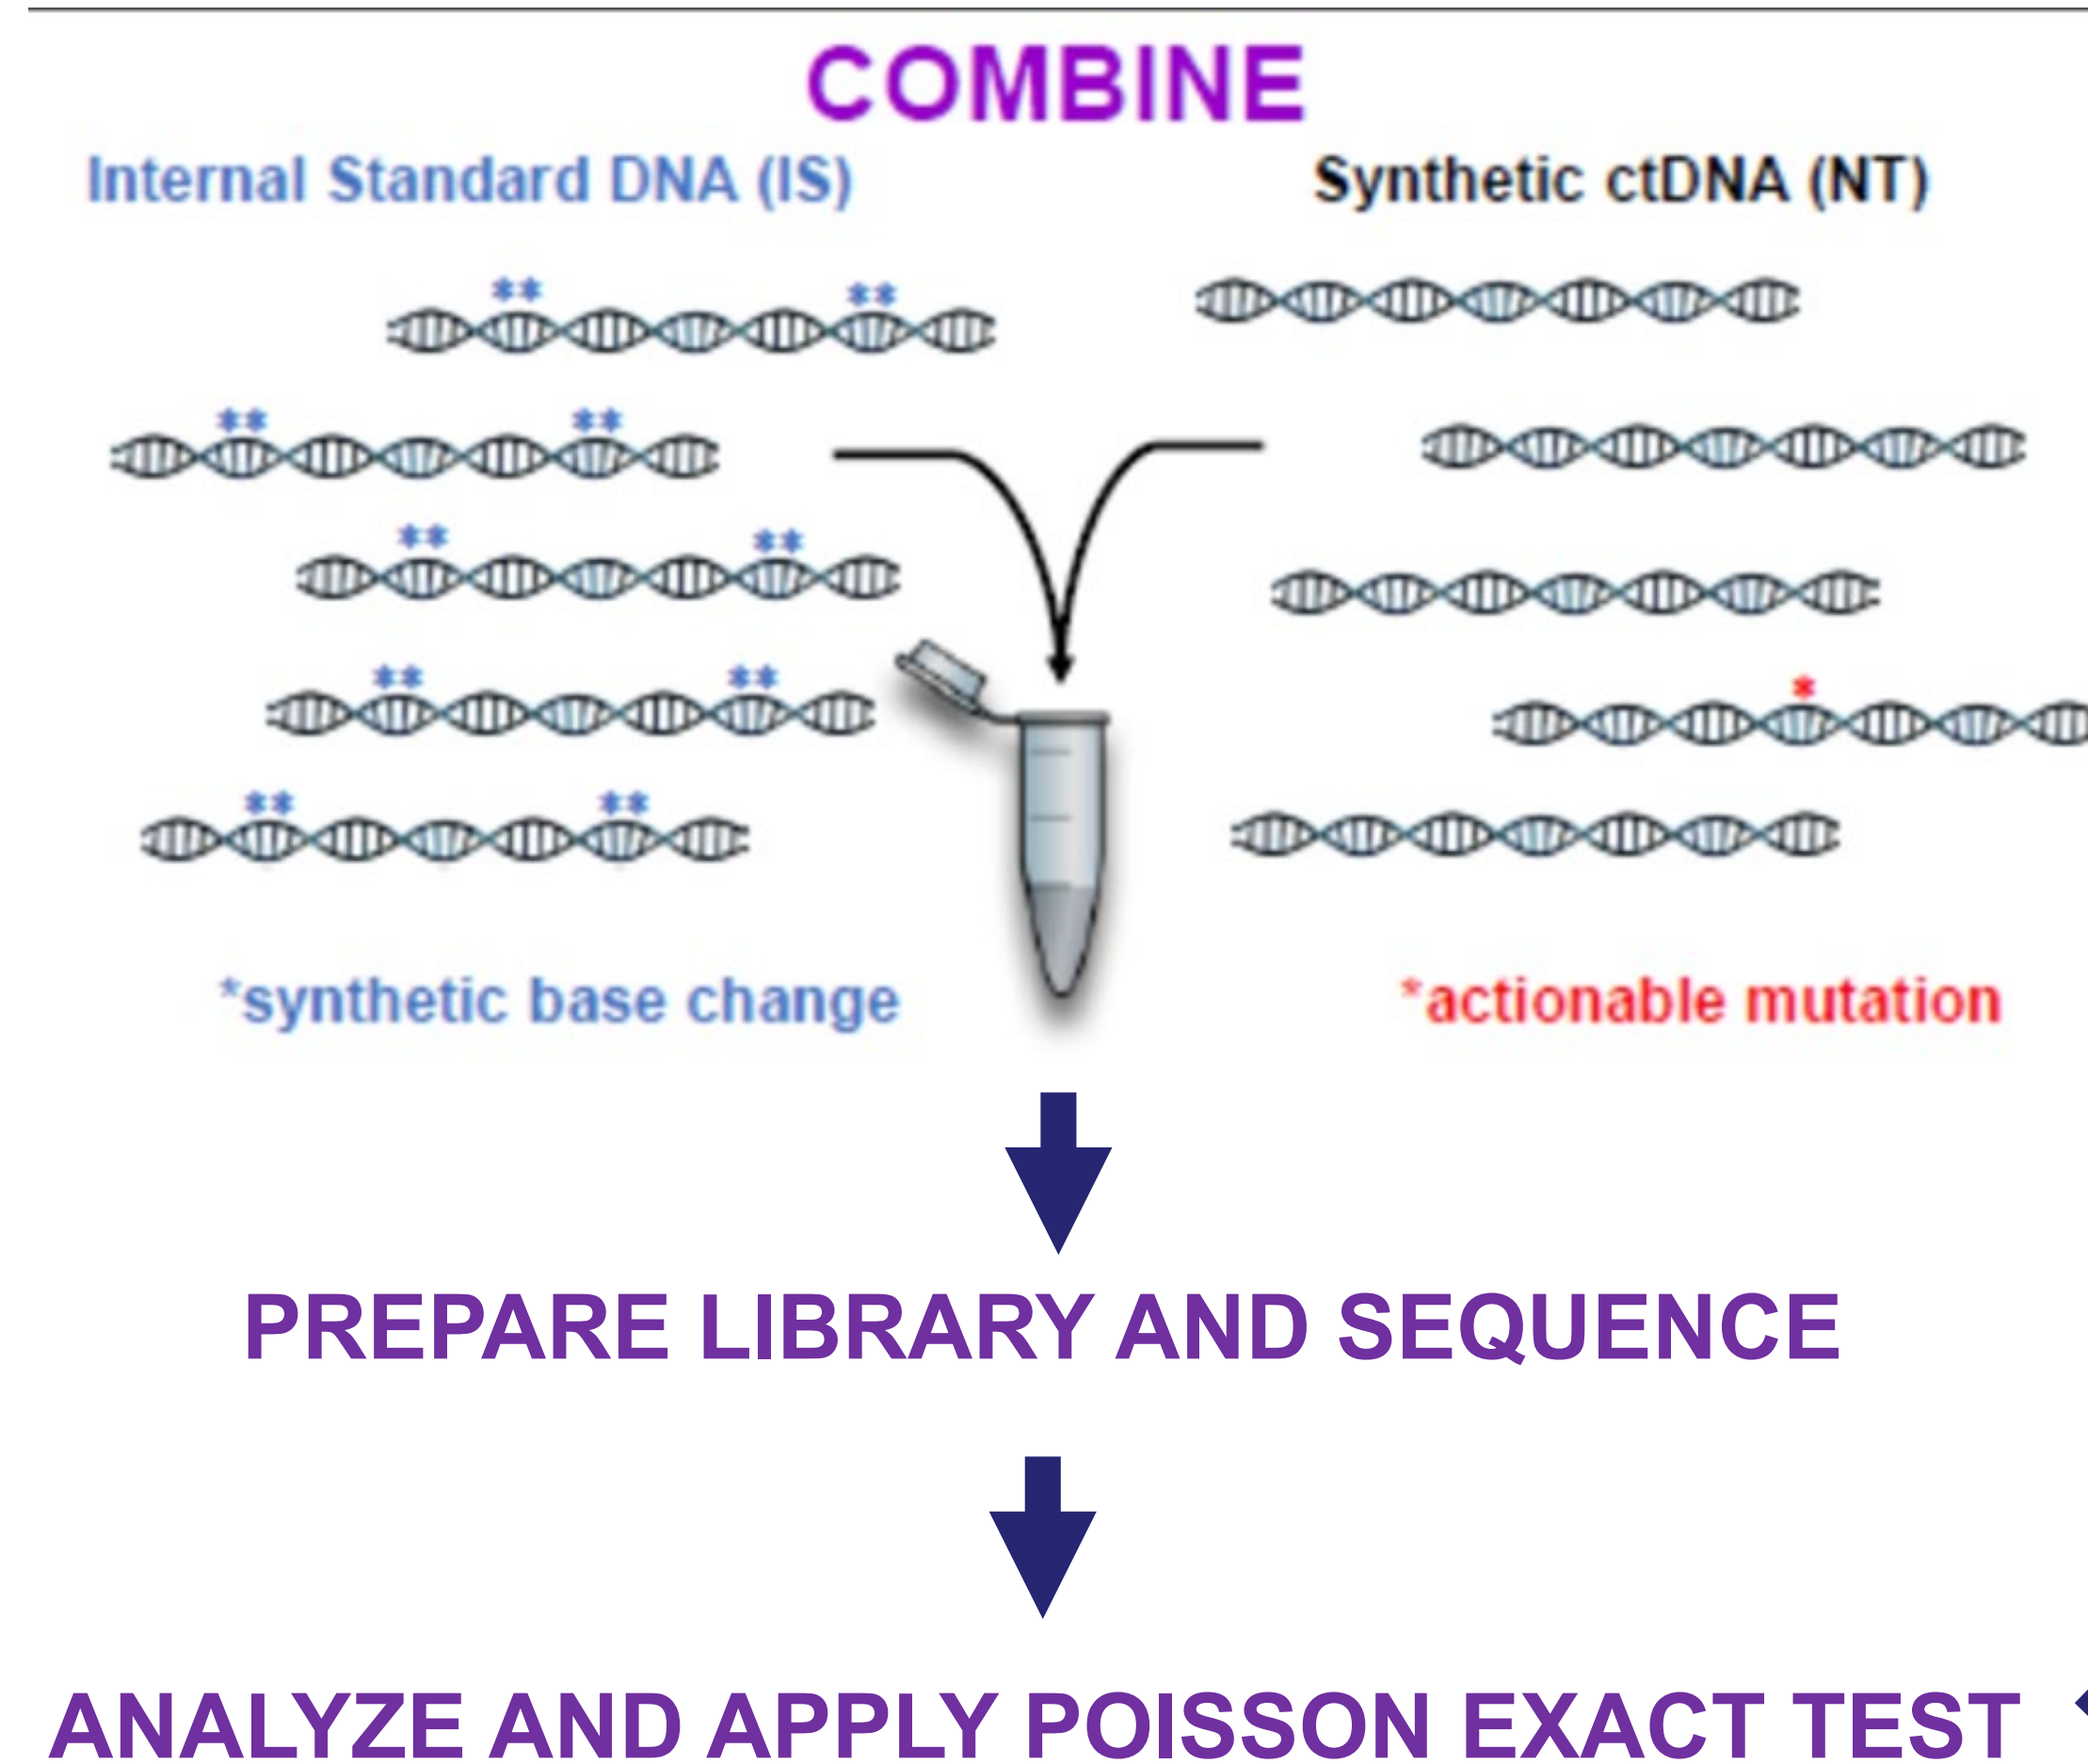 COMBINE
Internal Standard DNA (IS)
Synthetic ctDNA (NT)
** **
** **
** **
** **
*
** **
*synthetic base change
*actionable mutation
PREPARE LIBRARY AND SEQUENCE
ANALYZE AND APPLY POISSON EXACT TEST